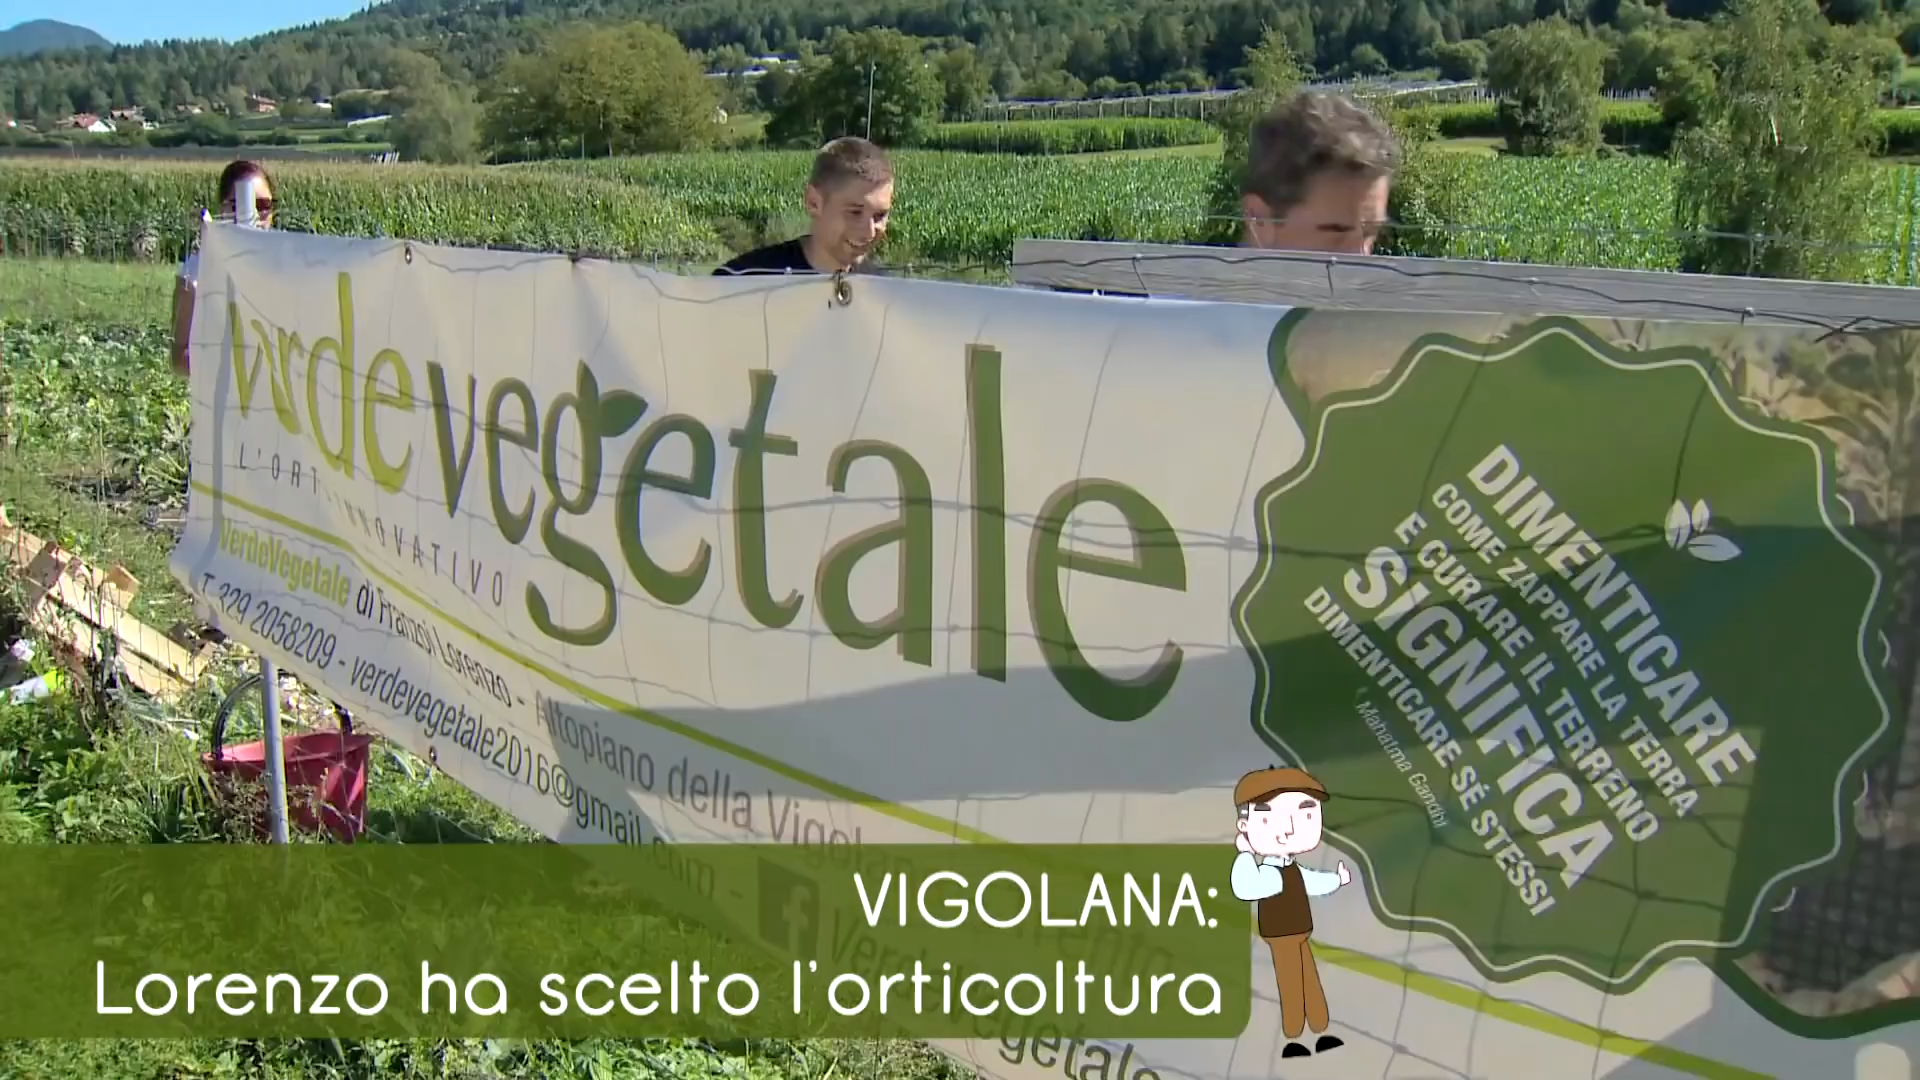 verdevegetale
L'ORT INNOVATIVO
VerdeVegetale di Franzoi Lorenzo - Altopiano della Vigolana
T. 329 2058209 - verdevegetale2016@gmail.com -
DIMENTICARE
COME ZAPPARE LA TERRA
E CURARE IL TERRENO
SIGNIFICA
DIMENTICARE SÉ STESSI
Mahatma Gandhi
VIGOLANA:
Lorenzo ha scelto l'orticoltura